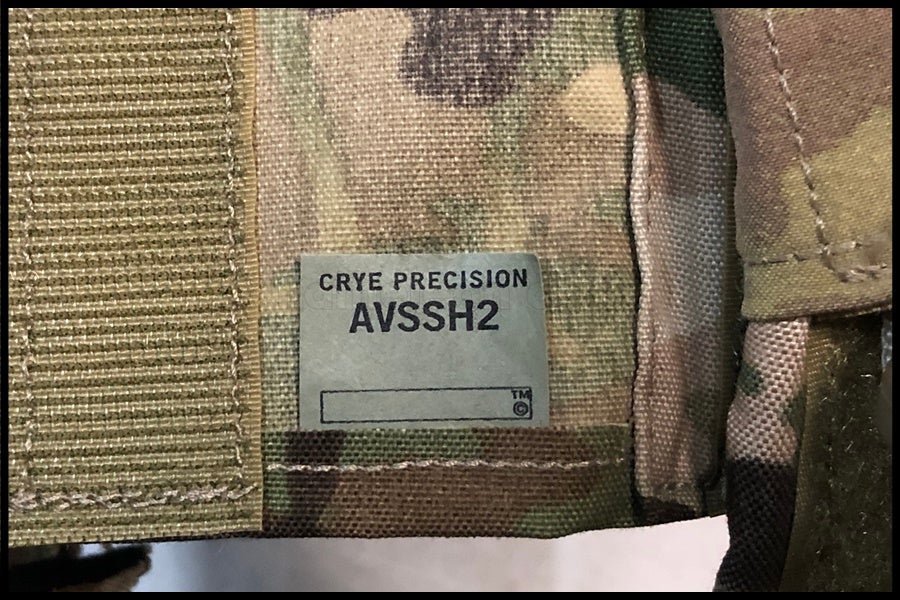 CRYE PRECISION
AVSSH2
TM
©